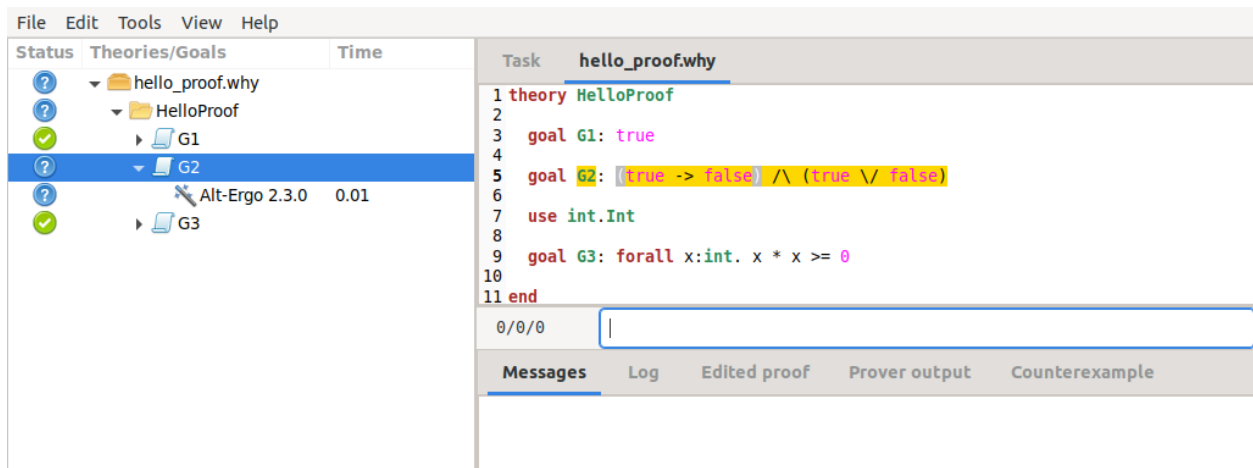 File Edit Tools View Help
Status Theories/Goals Time
hello_proof.why
HelloProof
G1
G2
Alt-Ergo 2.3.0 0.01
G3
Task hello_proof.why
1 theory HelloProof
2
3 goal G1: true
4
5 goal G2: (true -> false) /\ (true \/ false)
6
7 use int.Int
8
9 goal G3: forall x:int. x * x >= 0
10
11 end
0/0/0
Messages Log Edited proof Prover output Counterexample